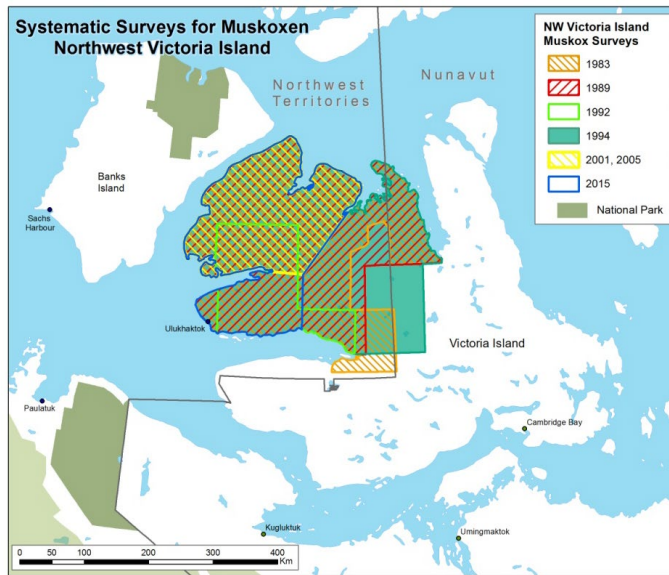 Systematic Surveys for Muskoxen
Northwest Victoria Island
NW Victoria Island
Muskox Surveys
1983
1989
1992
1994
2001, 2005
2015
National Park
Northwest
Territories
Nunavut
Banks
Island
Sachs
Harbour
Ulukhaktok
Victoria Island
Paulatuk
Cambridge Bay
Kugluktuk
Umingmaktok
0 50 100 200 300 400
Km